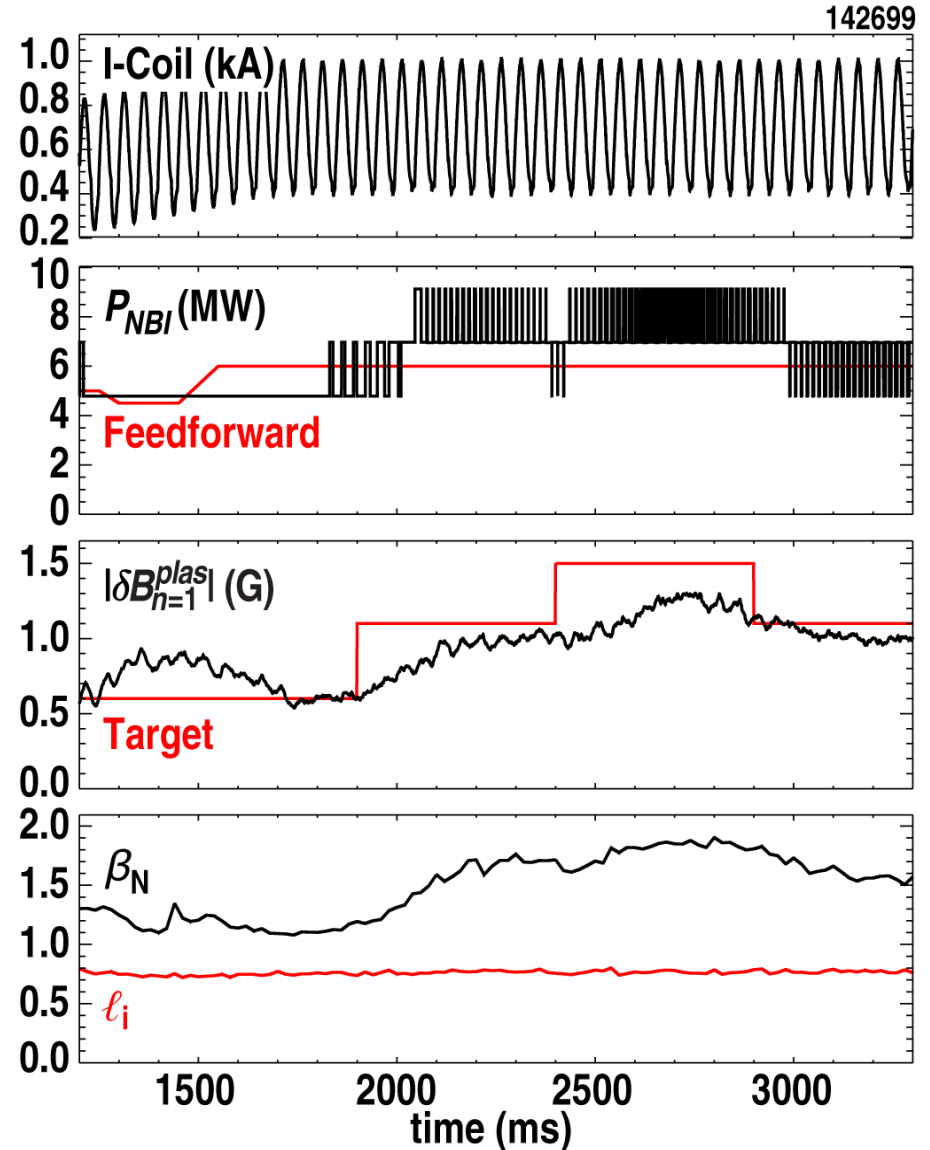 142699
I-Coil (kA)
1.0
0.8
0.6
0.4
0.2
P_NBI (MW)
10
8
6
4
2
0
Feedforward
|δB^plas_n=1| (G)
1.5
1.0
0.5
0.0
Target
2.0
1.5
1.0
0.5
0.0
β_N
ℓ_i
1500 2000 2500 3000
time (ms)